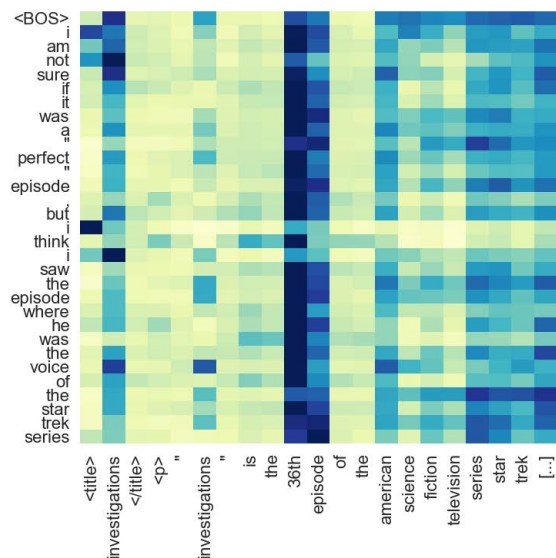 <BOS>
i
am
not
sure
if
it
was
a
"
perfect
"
episode
,
but
i
think
i
saw
the
episode
where
he
was
the
voice
of
the
star
trek
series
<title>
investigations
</title>
<p>
"
investigations
"
is
the
36th
episode
of
the
american
science
fiction
television
series
star
trek
[...]